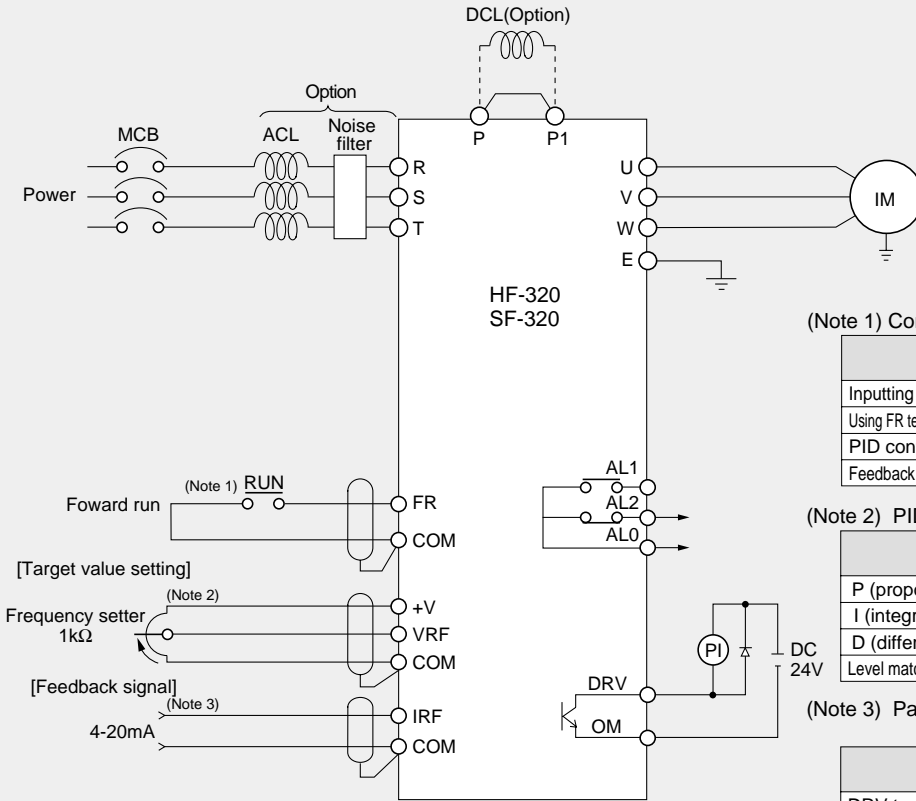 DCL(Option)
Option
MCB
ACL
Noise
filter
P
P1
R
S
T
Power
U
V
W
E
IM
HF-320
SF-320
(Note 1) RUN
Foward run
FR
COM
AL1
AL2
AL0
[Target value setting]
(Note 2)
Frequency setter
1kΩ
+V
VRF
COM
[Feedback signal]
(Note 3)
4-20mA
IRF
COM
DRV
OM
PI
DC
24V
(Note 1) Co
Inputting
Using FR te
PID con
Feedback
(Note 2) PI
P (prop
I (integr
D (differ
Level mat
(Note 3) Pa